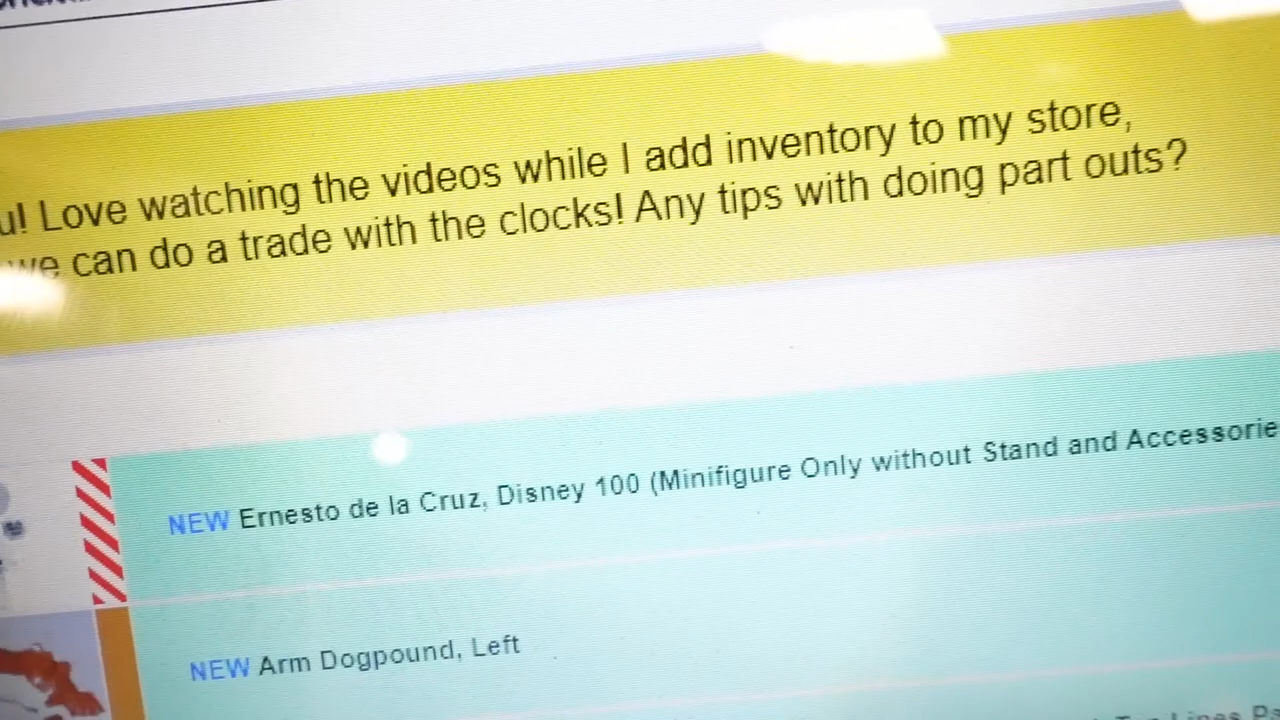 u! Love watching the videos while I add inventory to my store,
we can do a trade with the clocks! Any tips with doing part outs?
NEW Ernesto de la Cruz, Disney 100 (Minifigure Only without Stand and Accessorie
NEW Arm Dogpound, Left